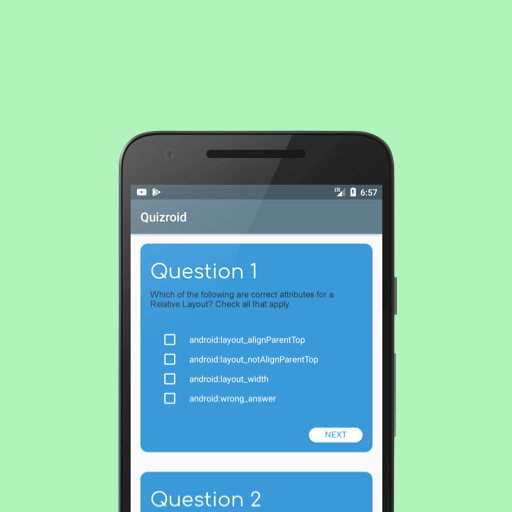 6:57
Quizroid
Question 1
Which of the following are correct attributes for a
Relative Layout? Check all that apply.
android:layout_alignParentTop
android:layout_notAlignParentTop
android:layout_width
android:wrong_answer
NEXT
Question 2